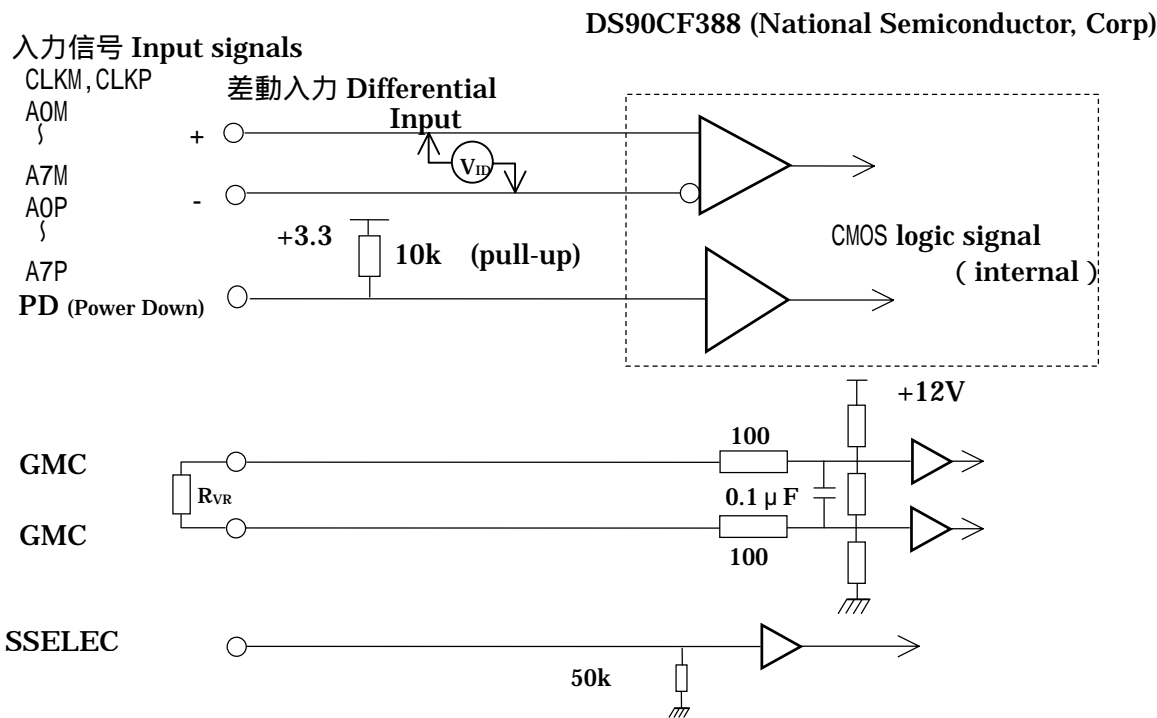 DS90CF388 (National Semiconductor, Corp)
入力信号 Input signals
CLKM,CLKP
差動入力 Differential
Input
A0M
~
+
VID
A7M
-
A0P
~
+3.3
10k (pull-up)
CMOS logic signal
( internal )
A7P
PD (Power Down)
+12V
100
GMC
RVR
0.1 μ F
GMC
100
SSELEC
50k